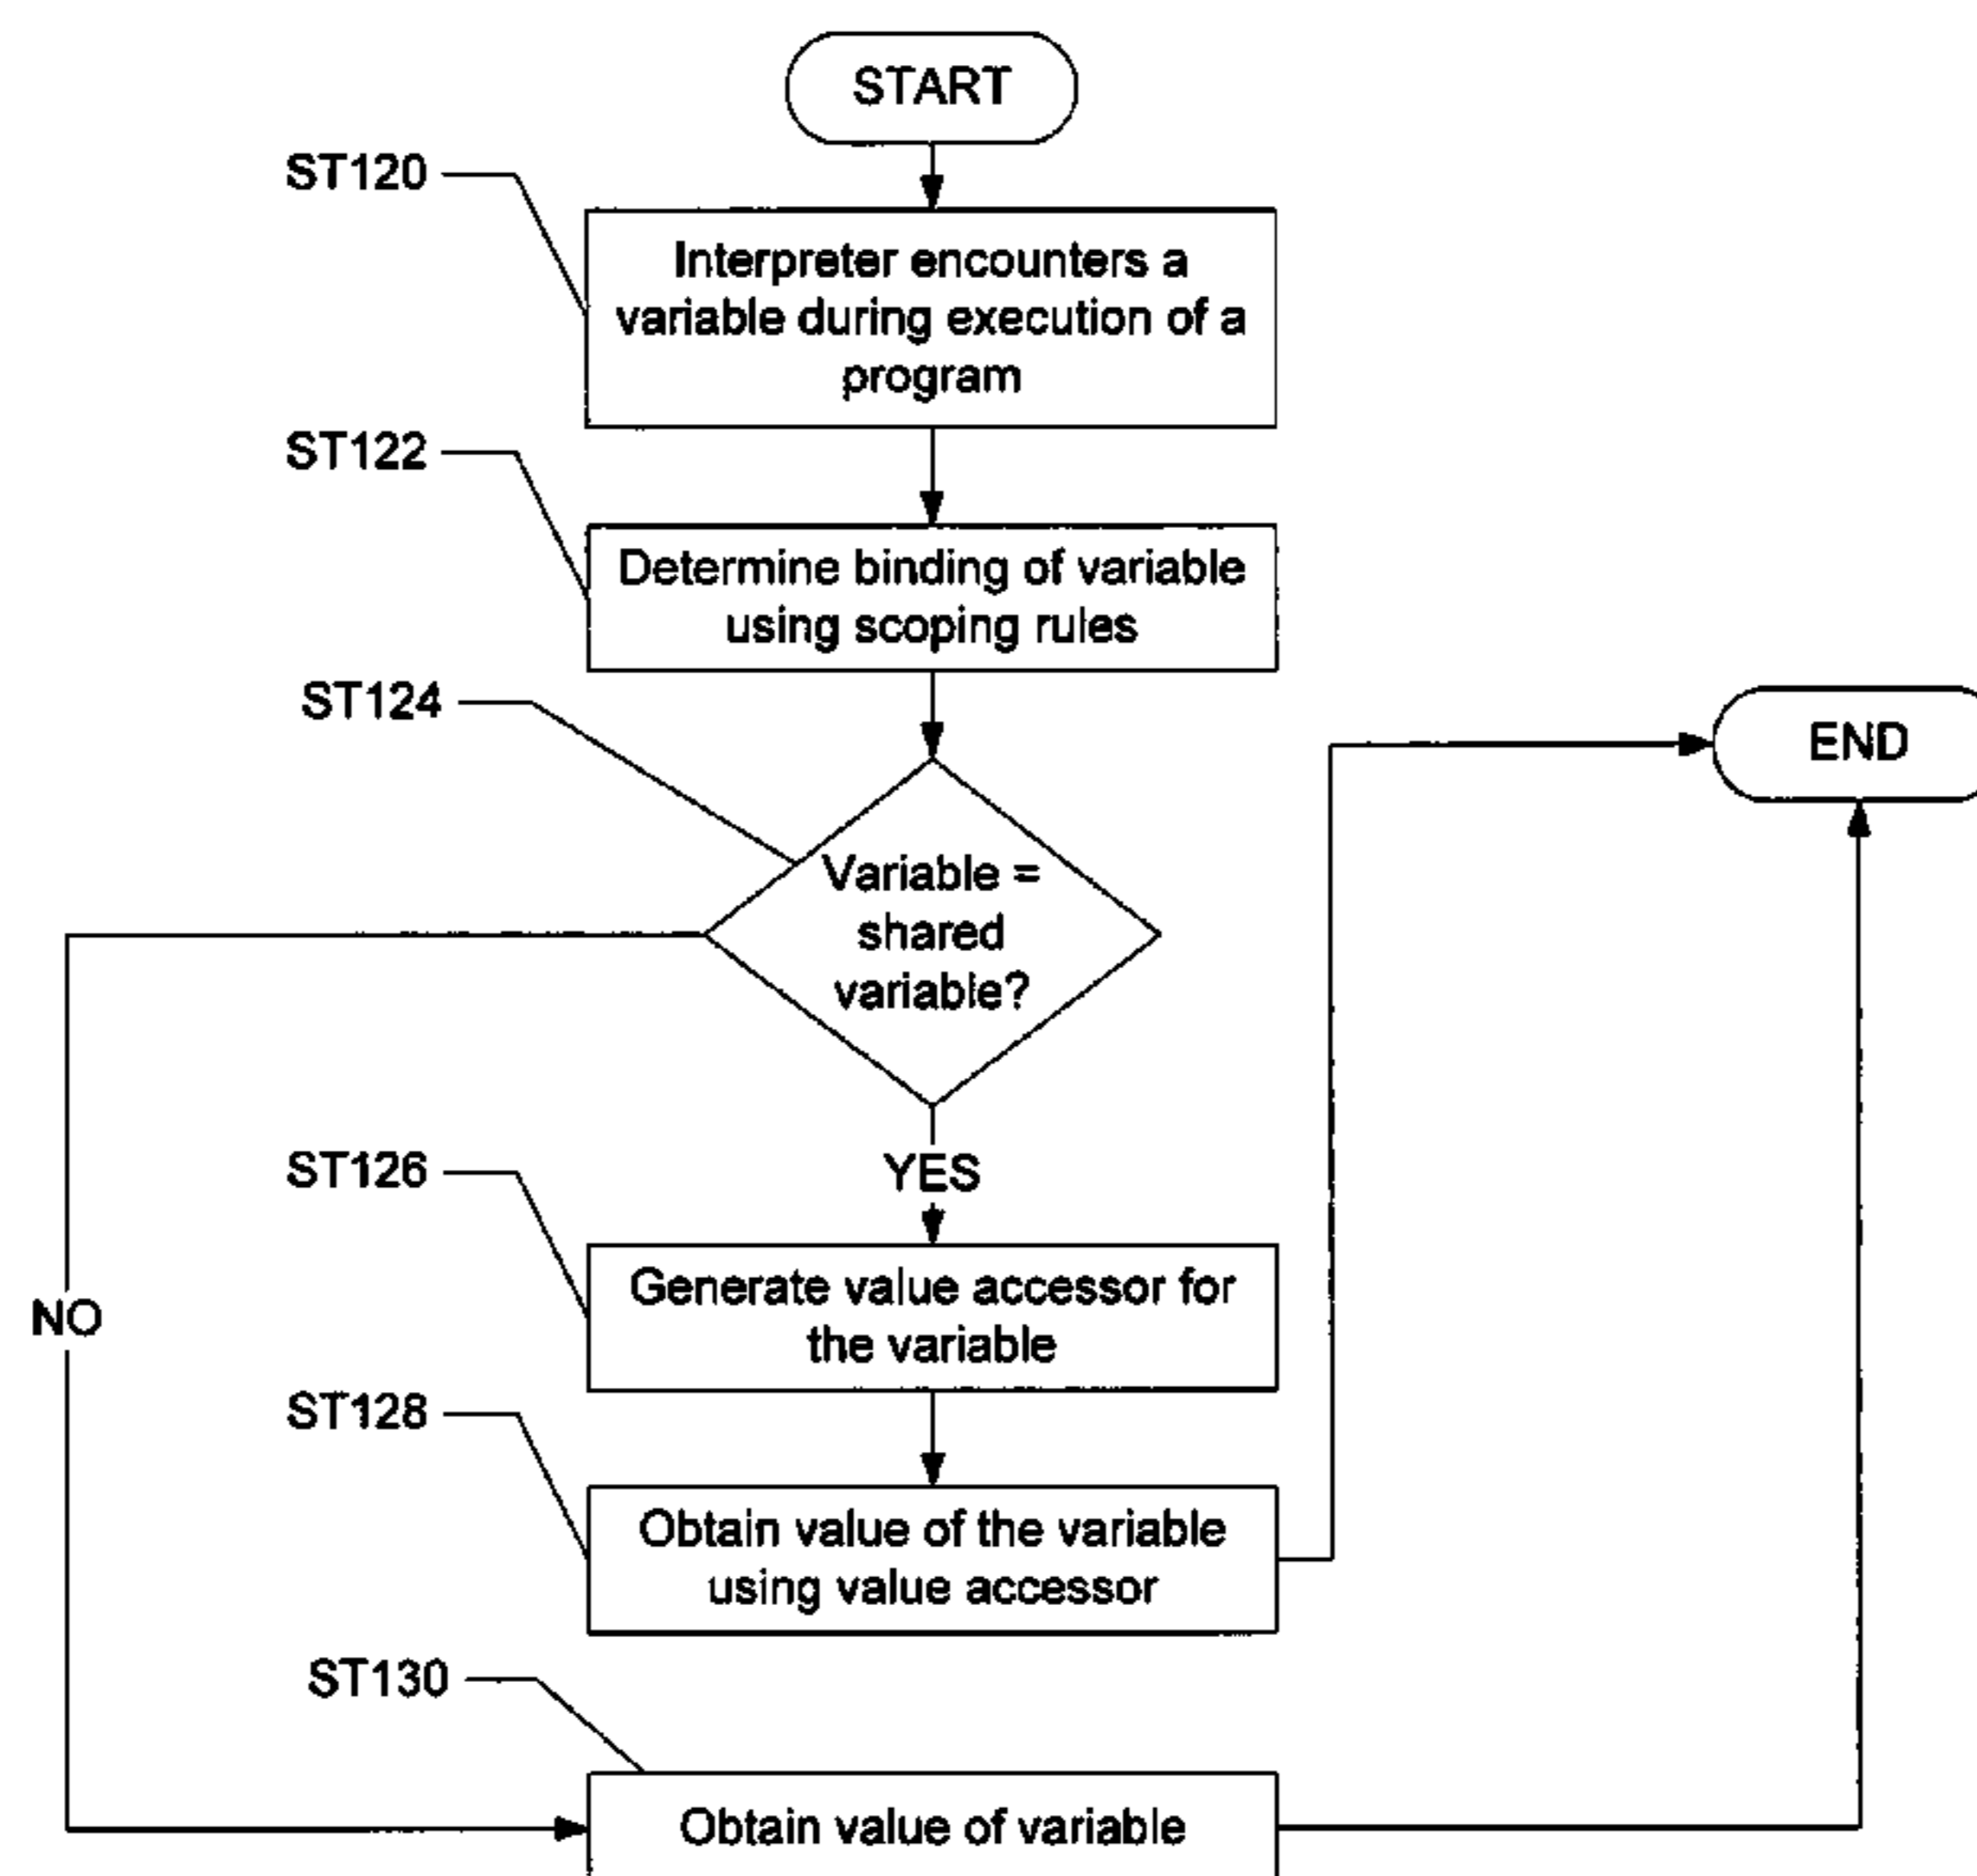 START
ST120
Interpreter encounters a
variable during execution of a
program
ST122
Determine binding of variable
using scoping rules
ST124
END
Variable =
shared
variable?
ST126
YES
Generate value accessor for
the variable
NO
ST128
Obtain value of the variable
using value accessor
ST130
Obtain value of variable